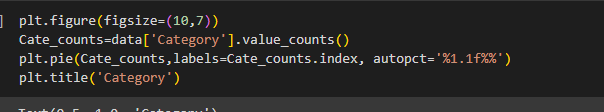 ]
plt.figure(figsize=(10,7))
Cate_counts=data['Category'].value_counts()
plt.pie(Cate_counts,labels=Cate_counts.index, autopct='%1.1f%%')
plt.title('Category')